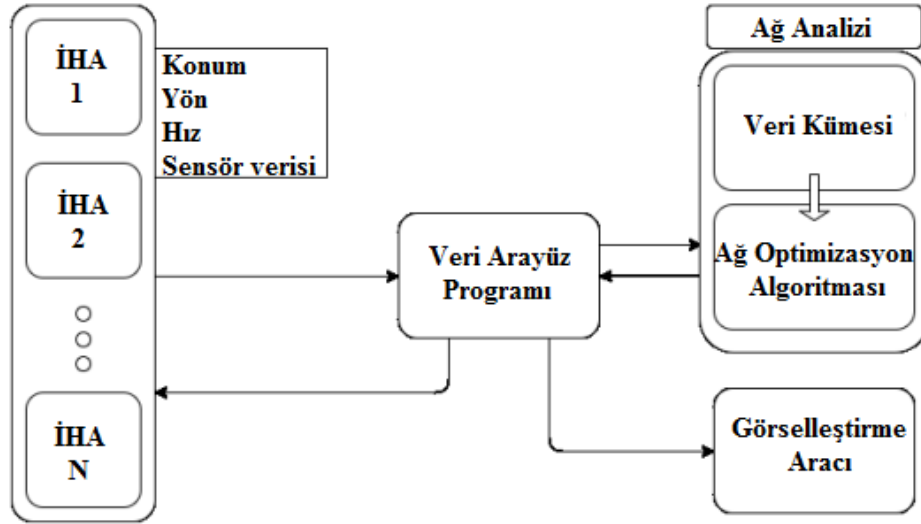 İHA
1
Konum
Yön
Hız
Sensör verisi
İHA
2
İHA
N
Veri Arayüz
Programı
Ağ Analizi
Veri Kümesi
Ağ Optimizasyon
Algoritması
Görselleştirme
Aracı